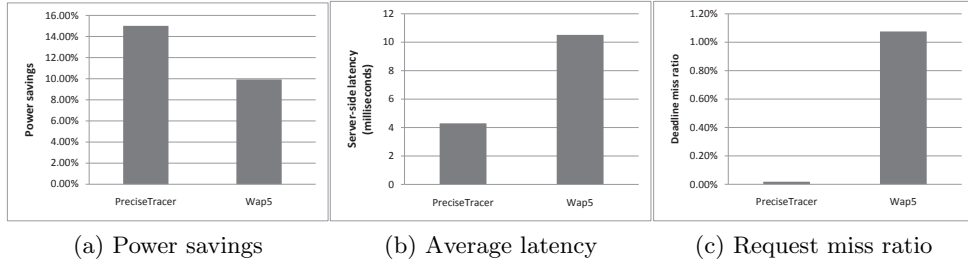 16.00%
14.00%
12.00%
10.00%
8.00%
6.00%
4.00%
2.00%
0.00%
Power savings
PreciseTracer Wap5
(a) Power savings
12
10
8
6
4
2
0
Server-side latency
(milliseconds)
PreciseTracer Wap5
(b) Average latency
1.20%
1.00%
0.80%
0.60%
0.40%
0.20%
0.00%
Deadline miss ratio
PreciseTracer Wap5
(c) Request miss ratio